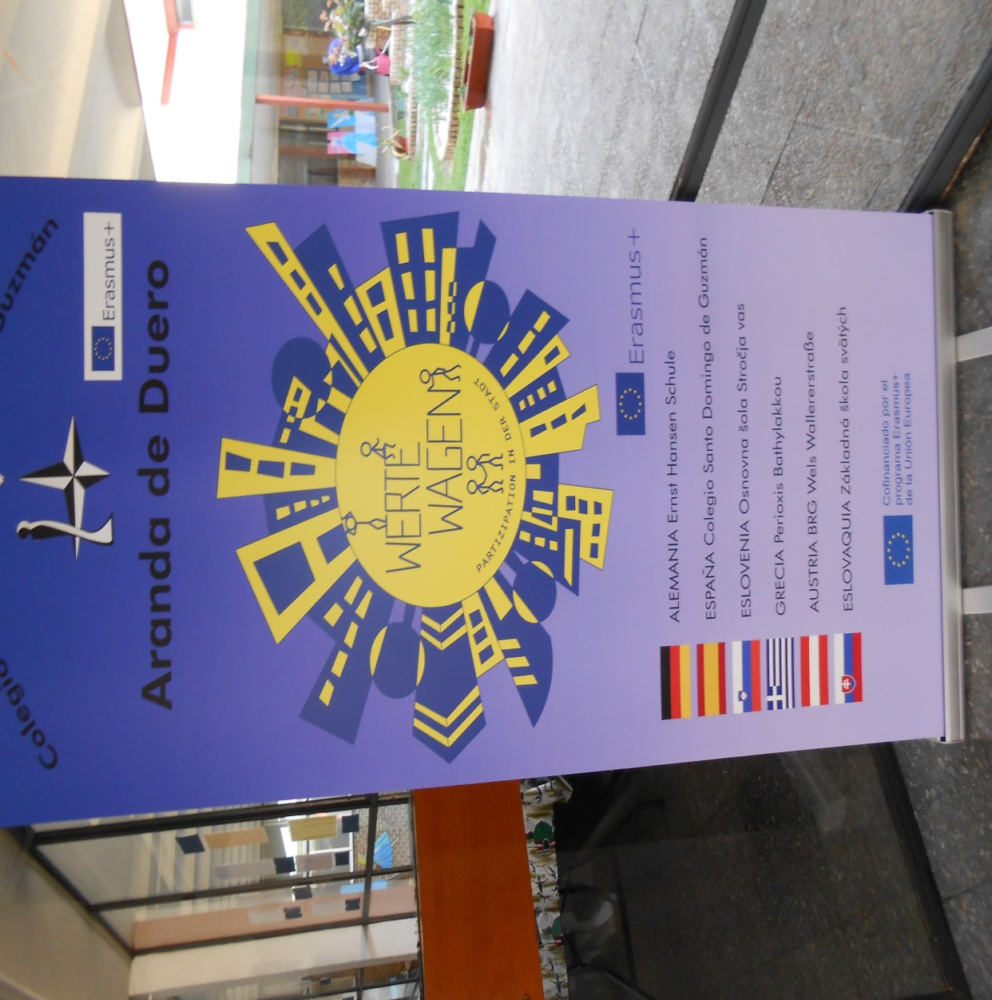 Colegio
Guzmán
Erasmus+
Aranda de Duero
WERTE
WAGEN
PARTIZIPATION IN DER STADT
Erasmus+
ALEMANIA Ernst Hansen Schule
ESPAÑA Colegio Santo Domingo de Guzmán
ESLOVENIA Osnovna šola Stročja vas
GRECIA Perioxis Bathylakkou
AUSTRIA BRG Wels Wallererstraße
ESLOVAQUIA Základná škola svätých
Cofinanciado por el
programa Erasmus+
de la Unión Europea